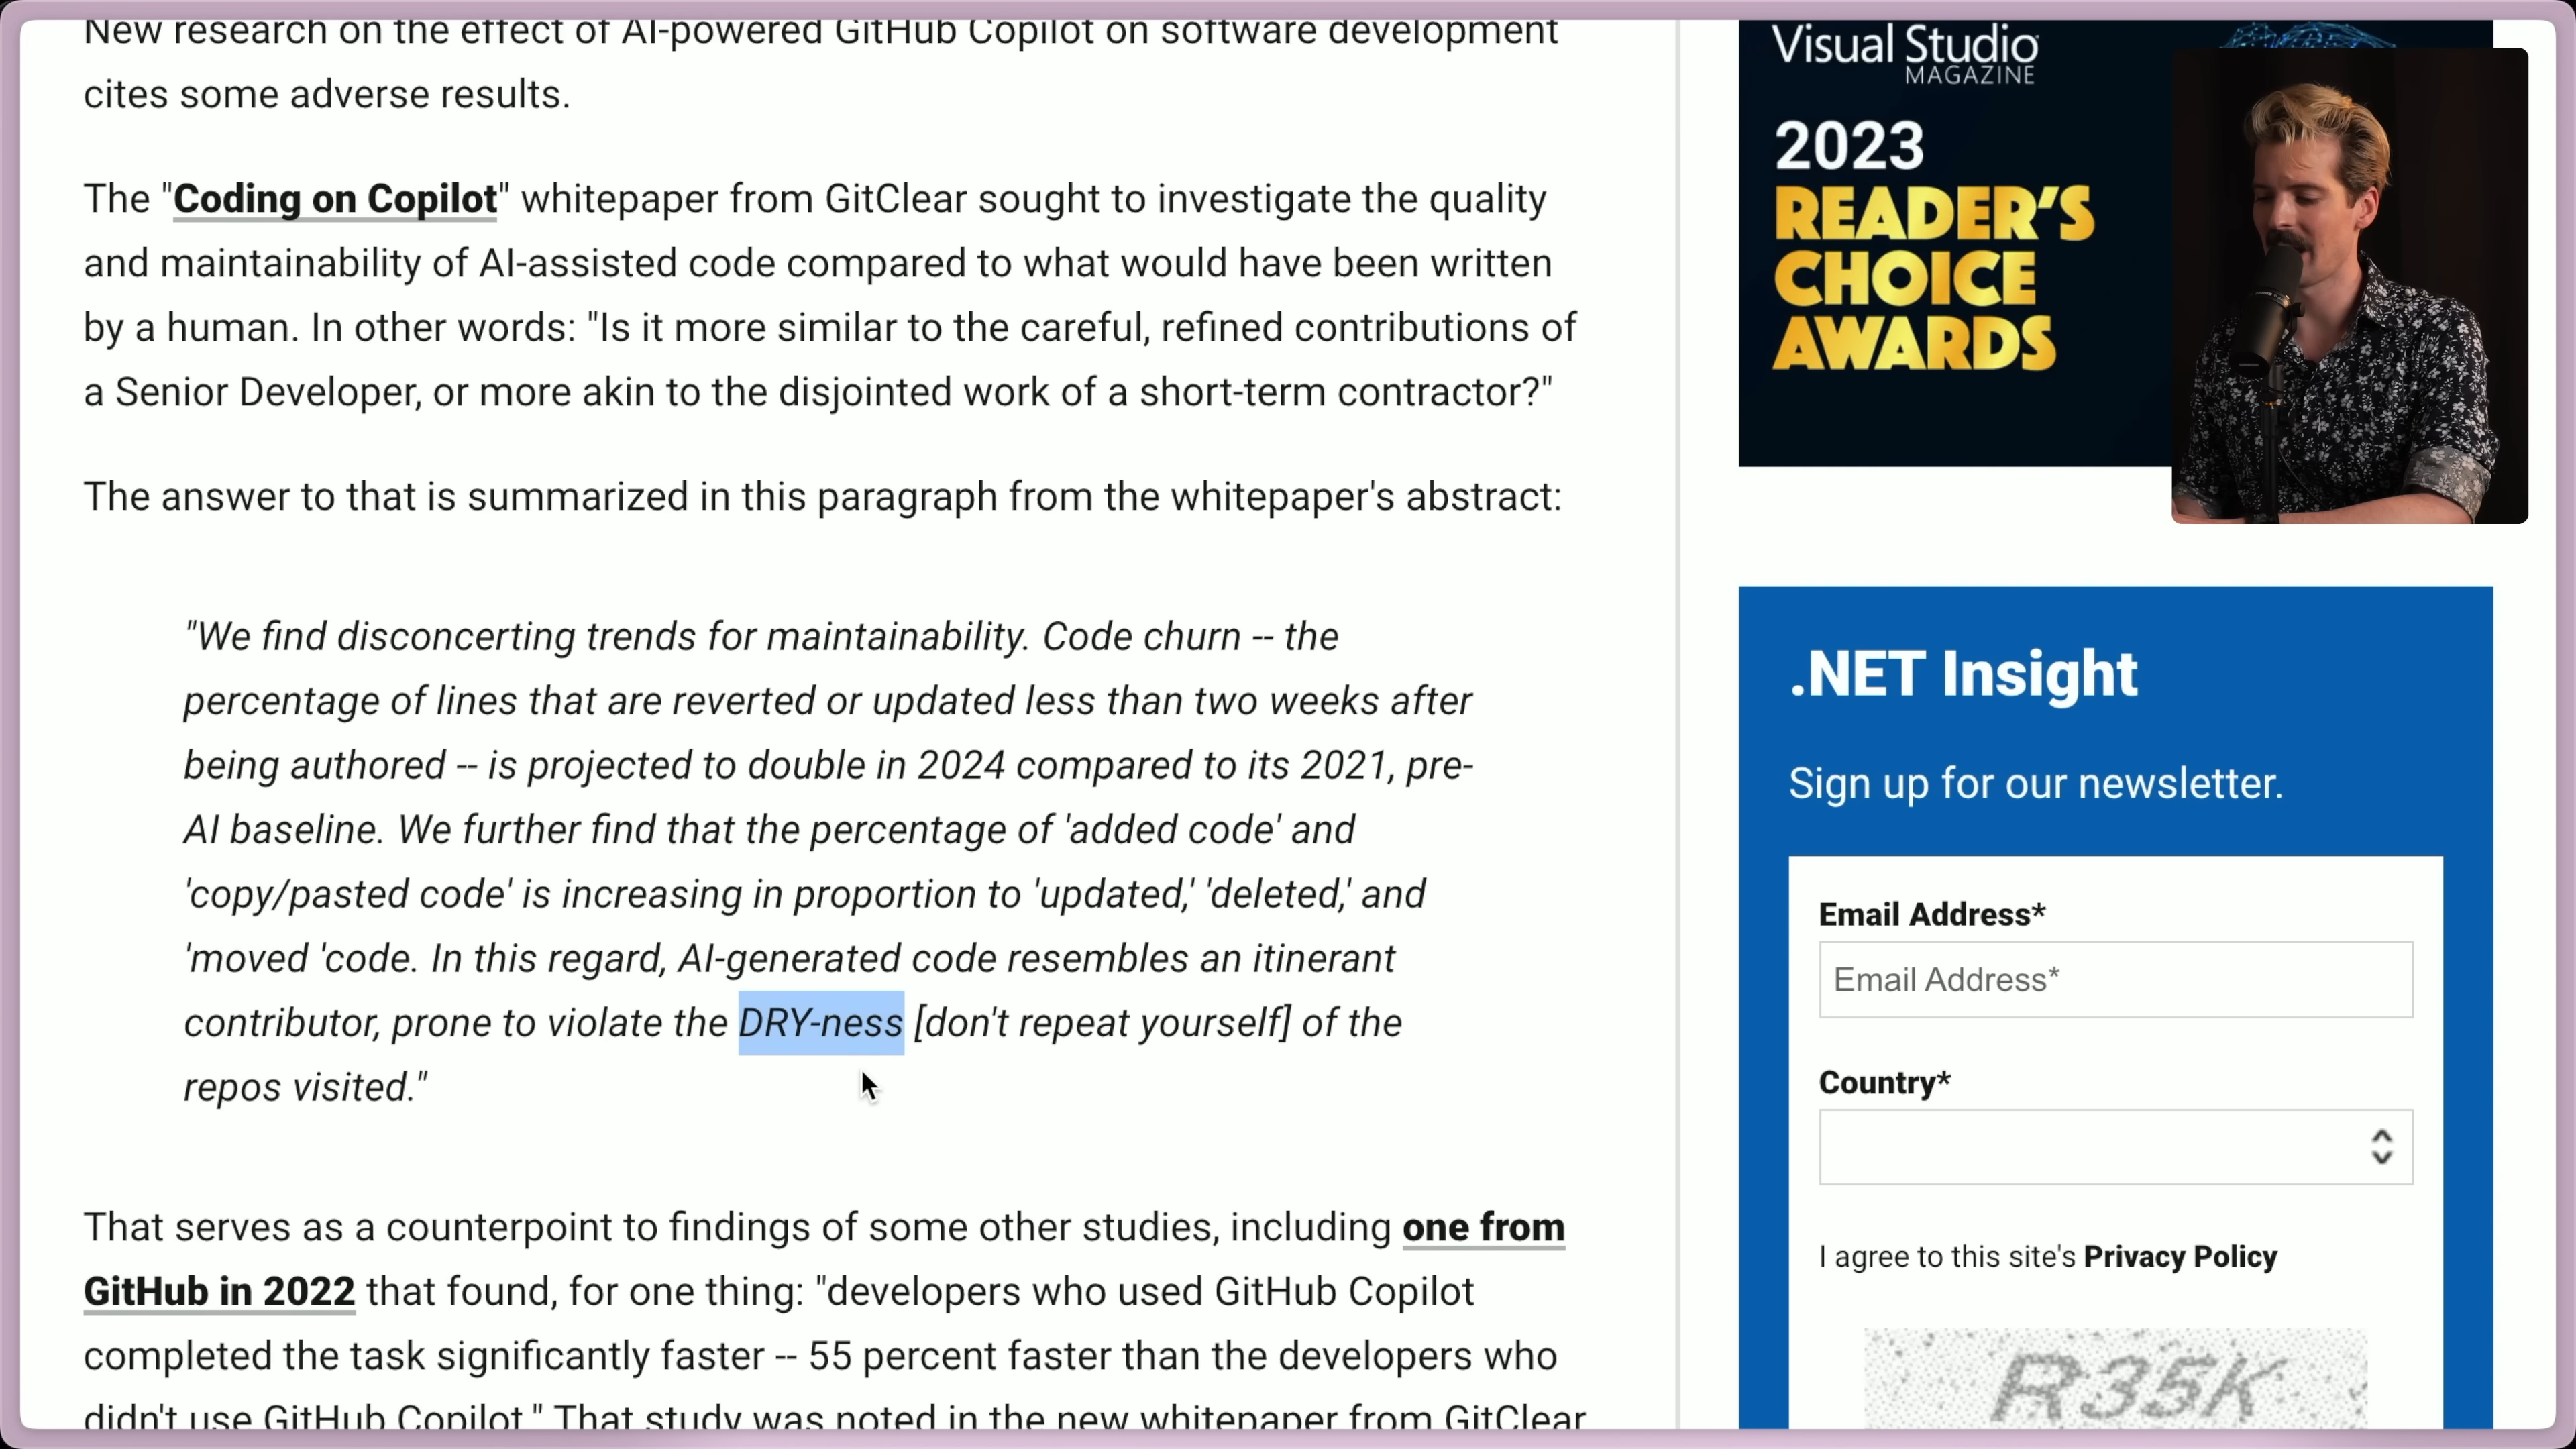 New research on the effect of AI-powered GitHub Copilot on software development
cites some adverse results.
The "Coding on Copilot" whitepaper from GitClear sought to investigate the quality
and maintainability of AI-assisted code compared to what would have been written
by a human. In other words: "Is it more similar to the careful, refined contributions of
a Senior Developer, or more akin to the disjointed work of a short-term contractor?"
The answer to that is summarized in this paragraph from the whitepaper's abstract:
"We find disconcerting trends for maintainability. Code churn -- the
percentage of lines that are reverted or updated less than two weeks after
being authored -- is projected to double in 2024 compared to its 2021, pre-
AI baseline. We further find that the percentage of 'added code' and
'copy/pasted code' is increasing in proportion to 'updated,' 'deleted,' and
'moved 'code. In this regard, AI-generated code resembles an itinerant
contributor, prone to violate the DRY-ness [don't repeat yourself] of the
repos visited."
That serves as a counterpoint to findings of some other studies, including one from
GitHub in 2022 that found, for one thing: "developers who used GitHub Copilot
completed the task significantly faster -- 55 percent faster than the developers who
didn't use GitHub Copilot." That study was noted in the new whitepaper from GitClear
Visual Studio
MAGAZINE
2023
READER'S
CHOICE
AWARDS
.NET Insight
Sign up for our newsletter.
Email Address*
Email Address*
Country*
I agree to this site's Privacy Policy
R35K